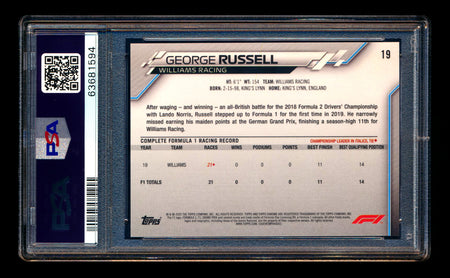 63681594
PSA
GEORGE RUSSELL
19
WILLIAMS RACING
HT: 6'1" WT: 154 TEAM: WILLIAMS RACING
BORN: 2-15-98, KING'S LYNN HOME: KING'S LYNN, ENGLAND
After waging – and winning – an all-British battle for the 2018 Formula 2 Drivers' Championship
with Lando Norris, Russell stepped up to Formula 1 for the first time in 2019. He narrowly
missed earning his maiden points at the German Grand Prix, finishing a season-high 11th for
Williams Racing.
COMPLETE FORMULA 1 RACING RECORD
YEAR TEAM RACES WINS PODIUMS POINTS BEST FINISH BEST QUALIFYING POSITION
19 WILLIAMS 21 0 0 0 11 14
F1 TOTALS 21 0 0 0 11 14
Topps
F1